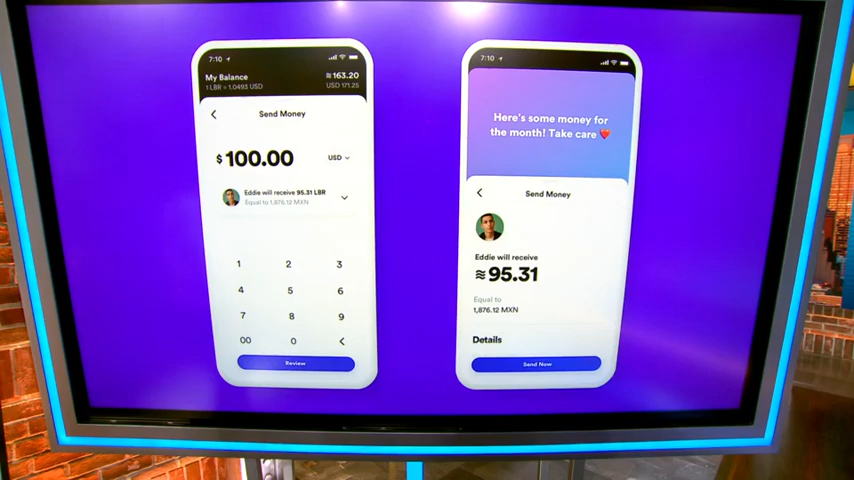 7:10
My Balance ≋163.20
1 LBR = 1.0493 USD USD 171.25
Send Money
$ 100.00 USD
Eddie will receive 95.31 LBR
Equal to 1,876.12 MXN
1 2 3
4 5 6
7 8 9
00 0 <
Review
7:10
Here's some money for
the month! Take care ❤️
Send Money
Eddie will receive
≋95.31
Equal to
1,876.12 MXN
Details
Send Now